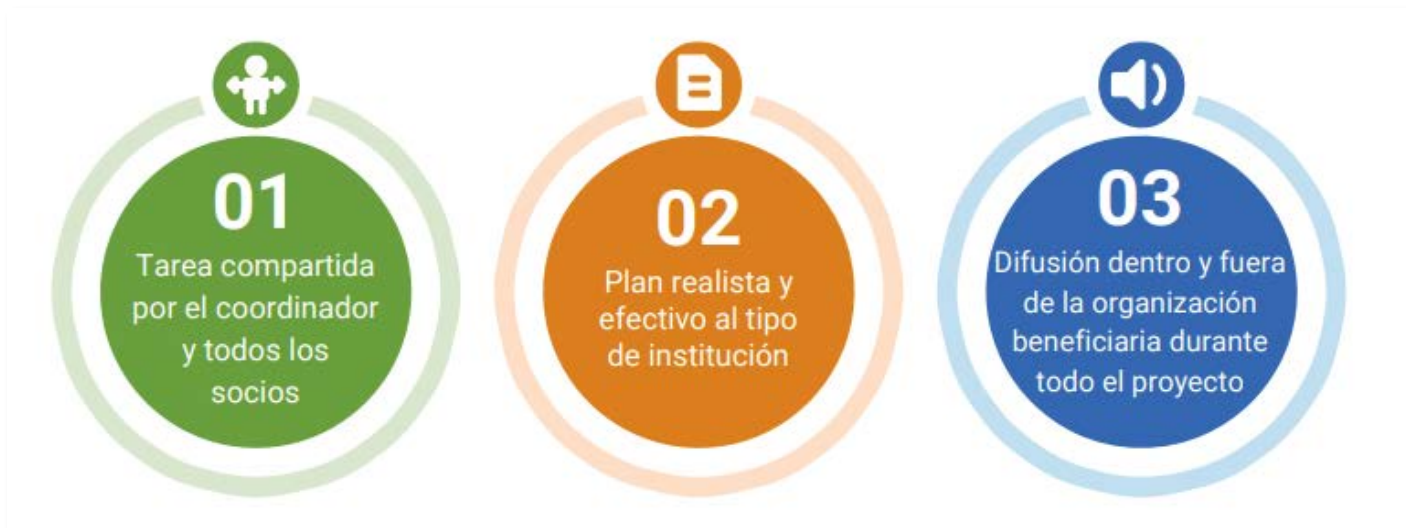 01
Tarea compartida
por el coordinador
y todos los
socios
02
Plan realista y
efectivo al tipo
de institución
03
Difusión dentro y fuera
de la organización
beneficiaria durante
todo el proyecto